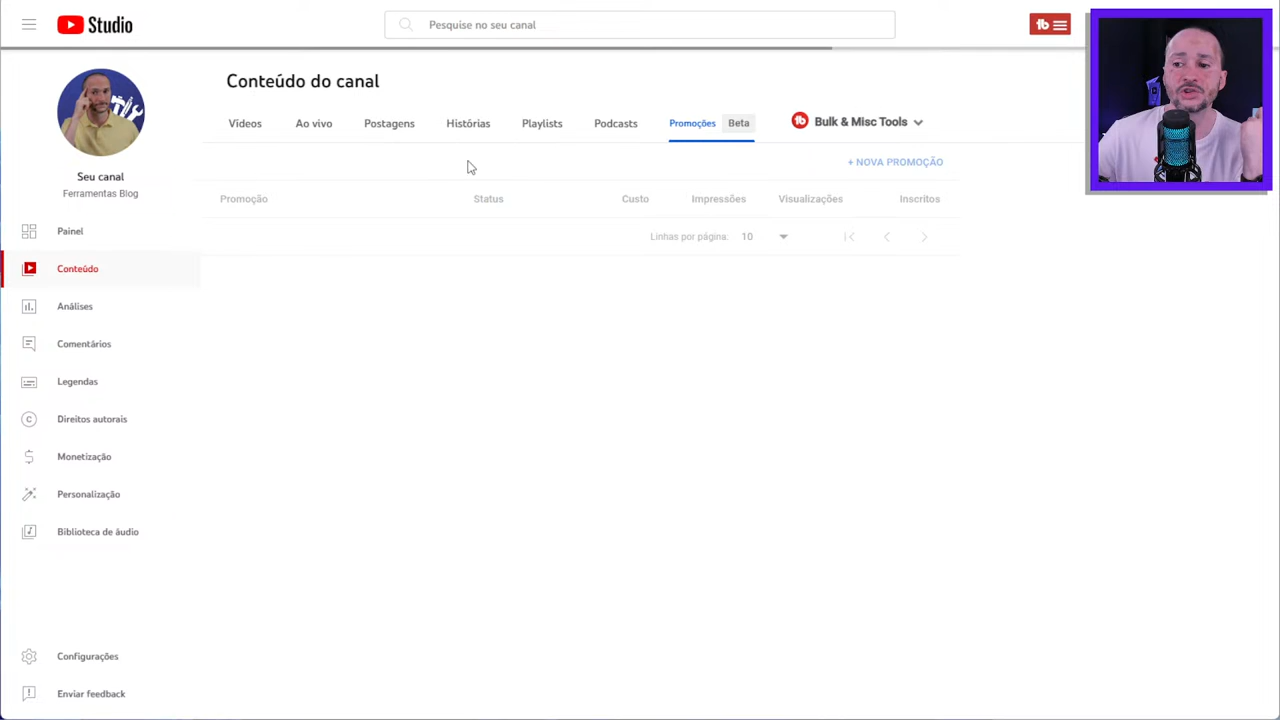 Studio
Pesquise no seu canal
tb
Conteúdo do canal
Vídeos Ao vivo Postagens Histórias Playlists Podcasts Promoções Beta tb Bulk & Misc Tools
+ NOVA PROMOÇÃO
Promoção Status Custo Impressões Visualizações Inscritos
Linhas por página: 10
Seu canal
Ferramentas Blog
Painel
Conteúdo
Análises
Comentários
Legendas
Direitos autorais
Monetização
Personalização
Biblioteca de áudio
Configurações
Enviar feedback